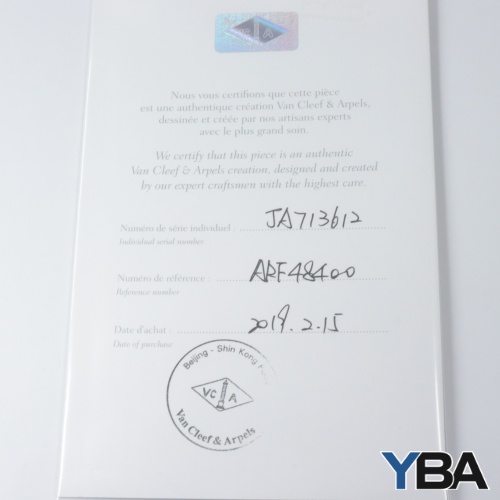 VC A
Nous vous certifions que cette pièce
est une authentique création Van Cleef & Arpels,
dessinée et créée par nos artisans experts
avec le plus grand soin.
We certify that this piece is an authentic
Van Cleef & Arpels creation, designed and created
by our expert craftsmen with the highest care.
Numéro de série individuel : JA713612
Individual serial number
Numéro de référence : ARF48400
Reference number
Date d'achat : 2019.2.15
Date of purchase
Beijing - Shin Kong
VC A
Van Cleef & Arpels
YBA